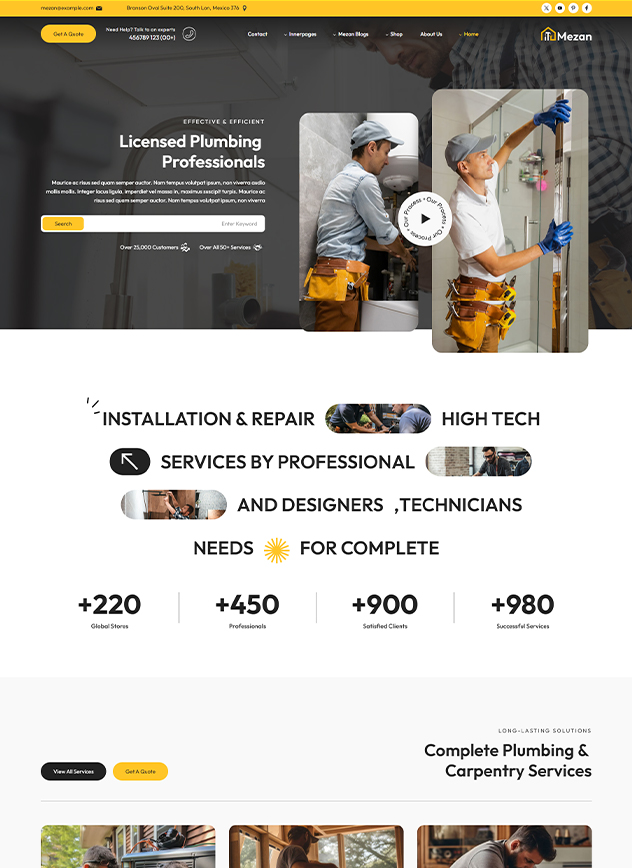 mezan@example.com
Branson Oval Suite 200, South Lon, Mexico 376
Get A Quote
Need Help? Talk to an experts
456789 123 (00+)
Contact
Innerpages
Mezan Blogs
Shop
About Us
Home
Mezan
EFFECTIVE & EFFICIENT
Licensed Plumbing
Professionals
Maurice ac risus sed quam semper auctor. Nam tempus volutpat ipsum, non viverra asdio
mollis mollis. Integer locus ligula, imperdiet vel massa in, maximus suscipit turpis. Maurice ac
risus sed quam semper auctor. Nam tempus volutpat ipsum, non viverra
Search
Enter Keyword
Over 25,000 Customers
Over All 50+ Services
Our Process • Our Process • Our Process •
INSTALLATION & REPAIR HIGH TECH
SERVICES BY PROFESSIONAL
AND DESIGNERS ,TECHNICIANS
NEEDS FOR COMPLETE
+220
Global Stores
+450
Professionals
+900
Satisfied Clients
+980
Successful Services
LONG-LASTING SOLUTIONS
Complete Plumbing &
Carpentry Services
View All Services
Get A Quote